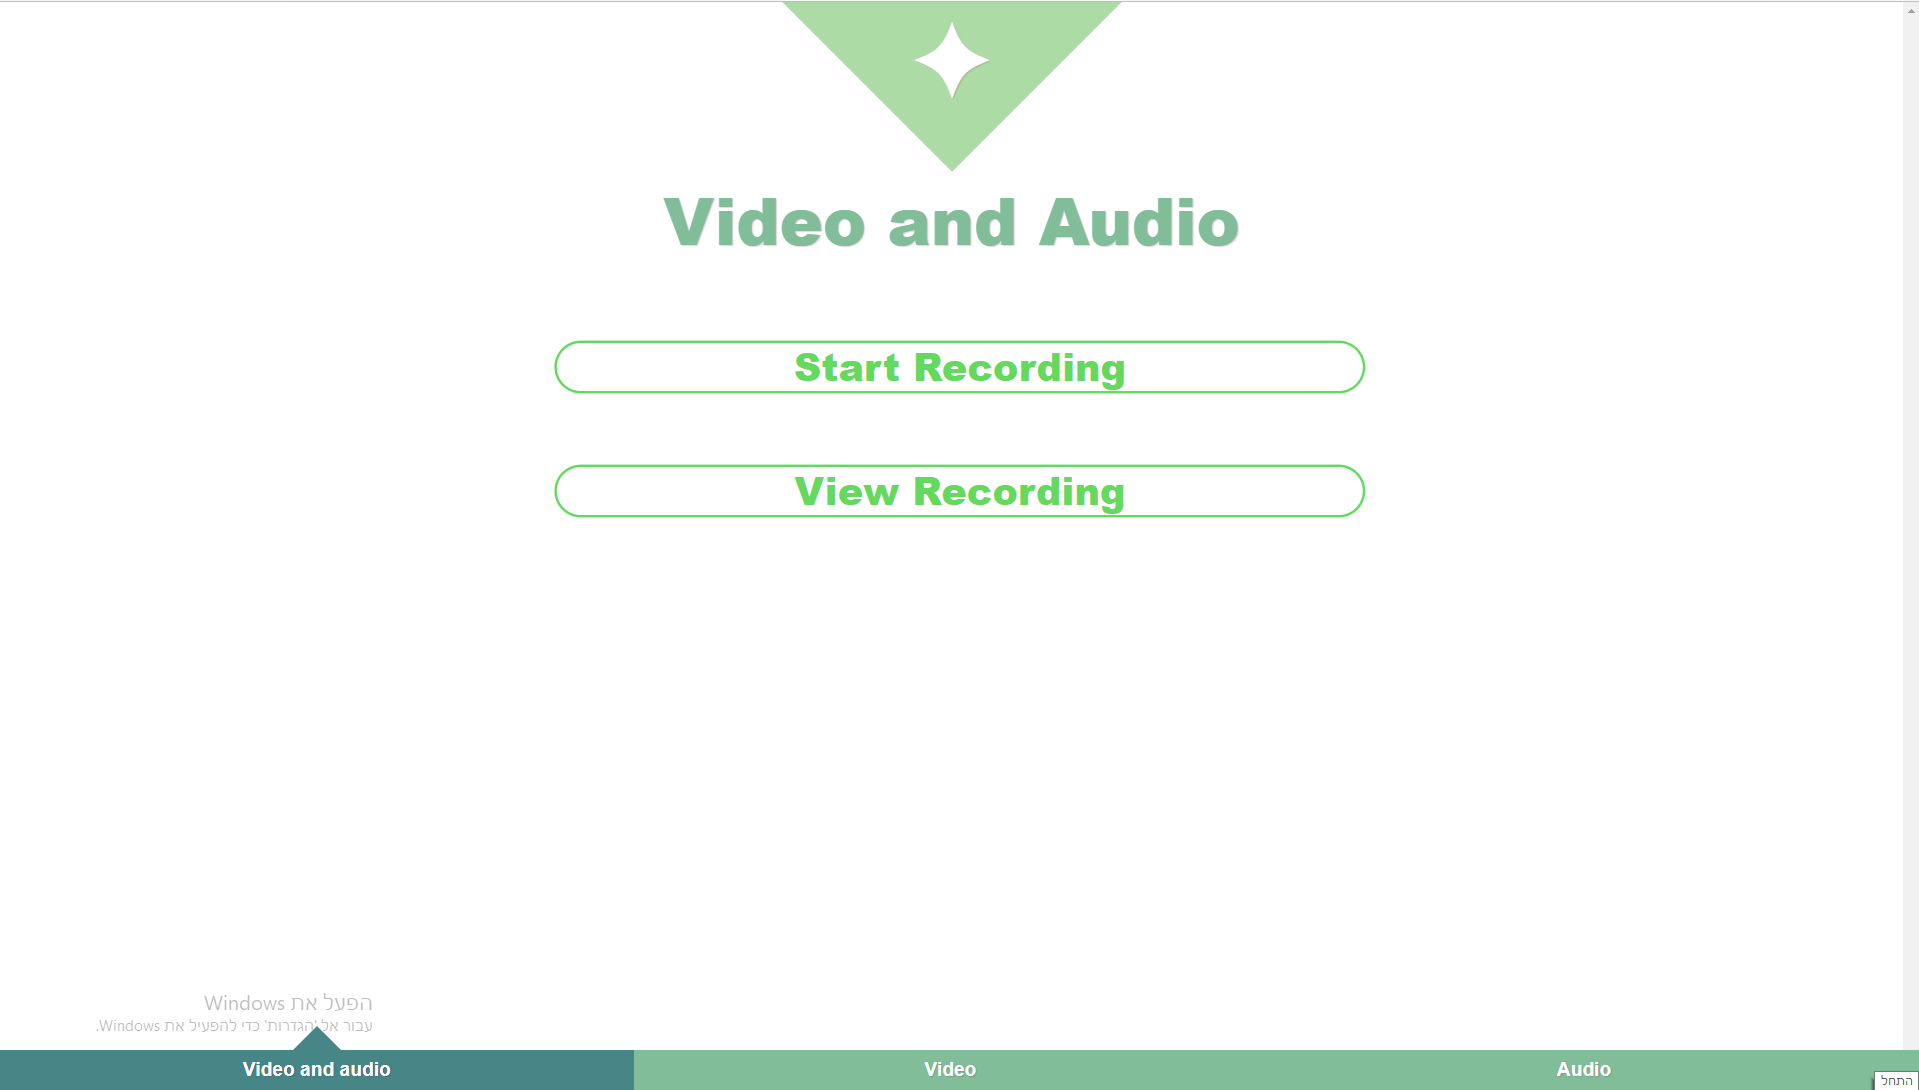 Video and Audio
Start Recording
View Recording
הפעל את Windows
עבור אל 'הגדרות' כדי להפעיל את Windows.
Video and audio
Video
Audio
התחל